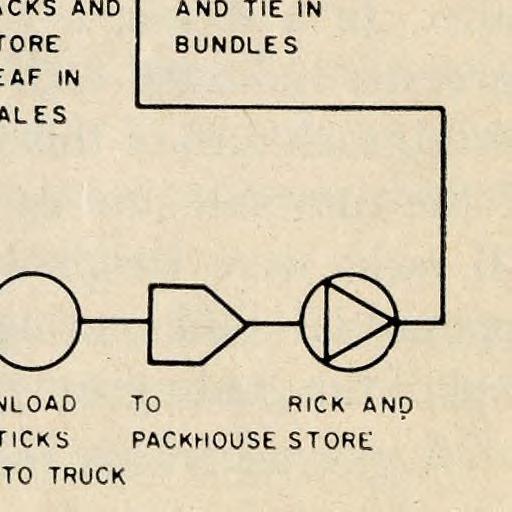 ACKS AND
TORE
EAF IN
ALES
AND TIE IN
BUNDLES
NLOAD
TICKS
TO TRUCK
TO
PACKHOUSE
RICK AND
STORE